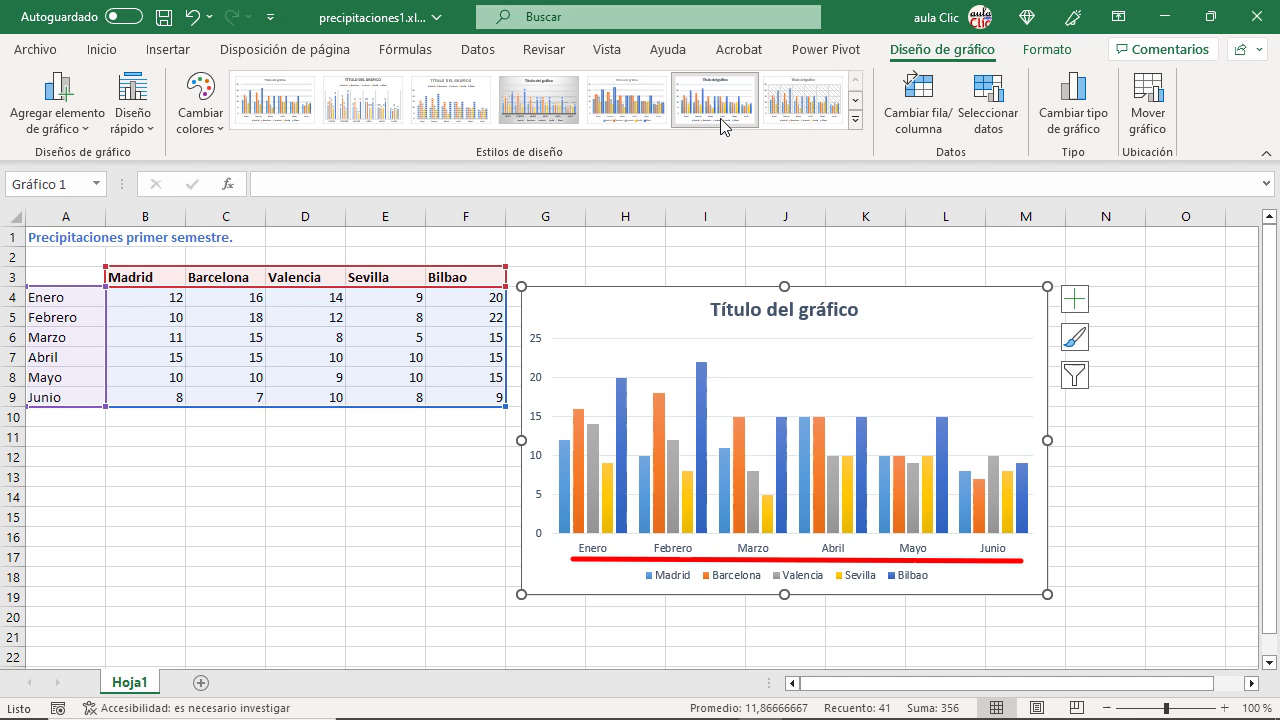 Autoguardado
precipitaciones1.xl...
Buscar
aula Clic
Archivo Inicio Insertar Disposición de página Fórmulas Datos Revisar Vista Ayuda Acrobat Power Pivot Diseño de gráfico Formato Comentarios
Agregar elemento de gráfico
Diseño rápido
Cambiar colores
Cambiar fila/ columna
Seleccionar datos
Cambiar tipo de gráfico
Mover gráfico
Diseños de gráfico Estilos de diseño Datos Tipo Ubicación
Gráfico 1 fx
A B C D E F G H I J K L M N O
1 Precipitaciones primer semestre.
2
3 Madrid Barcelona Valencia Sevilla Bilbao
4 Enero 12 16 14 9 20
5 Febrero 10 18 12 8 22
6 Marzo 11 15 8 5 15
7 Abril 15 15 10 10 15
8 Mayo 10 10 9 10 15
9 Junio 8 7 10 8 9
10
11
12
13
14
15
16
17
18
19
20
21
22
Título del gráfico
25
20
15
10
5
0
Enero Febrero Marzo Abril Mayo Junio
Madrid Barcelona Valencia Sevilla Bilbao
Hoja1
Listo Accesibilidad: es necesario investigar Promedio: 11,86666667 Recuento: 41 Suma: 356 100 %